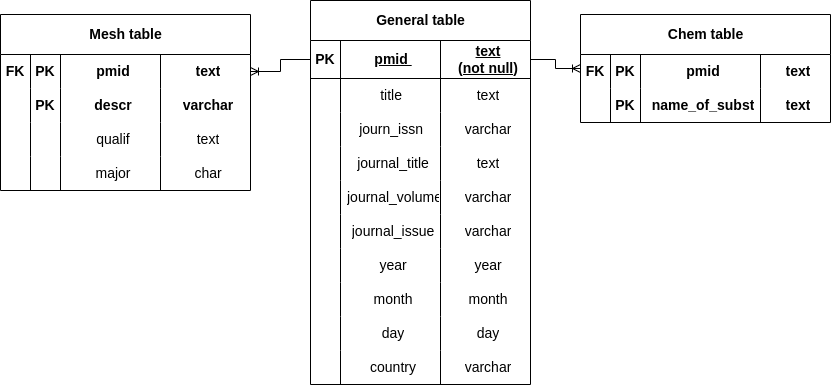 Mesh table
FK PK pmid text
PK descr varchar
qualif text
major char
General table
PK pmid text
(not null)
title text
journ_issn varchar
journal_title text
journal_volume varchar
journal_issue varchar
year year
month month
day day
country varchar
Chem table
FK PK pmid text
PK name_of_subst text